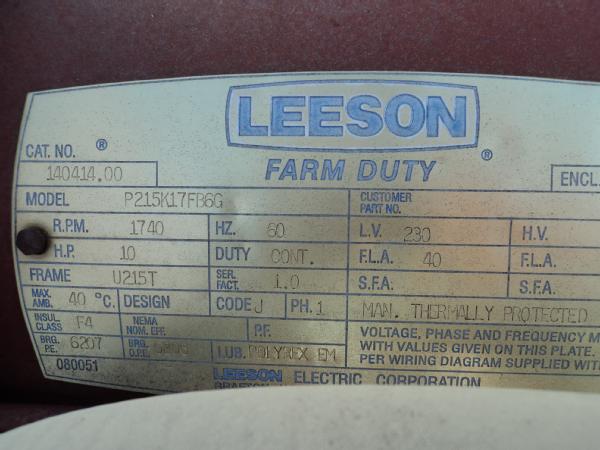 LEESON
®
FARM DUTY ®
CAT. NO.
140414.00
ENCL.
MODEL P215K17FB6G CUSTOMER PART NO.
R.P.M. 1740 HZ. 60 L.V. 230 H.V.
H.P. 10 DUTY CONT. F.L.A. 40 F.L.A.
FRAME U215T SER. FACT. 1.0 S.F.A. S.F.A.
MAX. AMB. 40 °C. DESIGN CODE J PH. 1 MAN. THERMALLY PROTECTED
INSUL. CLASS F4 NEMA NOM. EFF. P.F.
VOLTAGE, PHASE AND FREQUENCY M
WITH VALUES GIVEN ON THIS PLATE.
PER WIRING DIAGRAM SUPPLIED WITH
BRG. P.E. 6207 BRG. O.P.E. LUB. POLYREX EM
080051
LEESON ELECTRIC CORPORATION